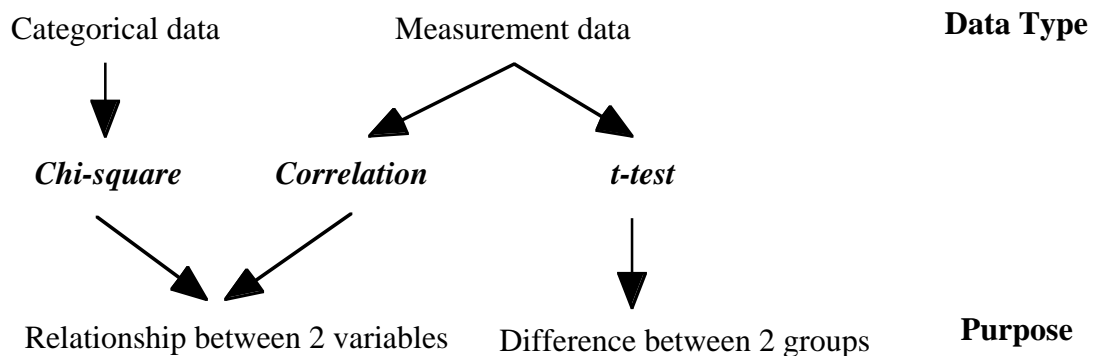 Categorical data Measurement data Data Type
Chi-square Correlation t-test
Relationship between 2 variables Difference between 2 groups Purpose